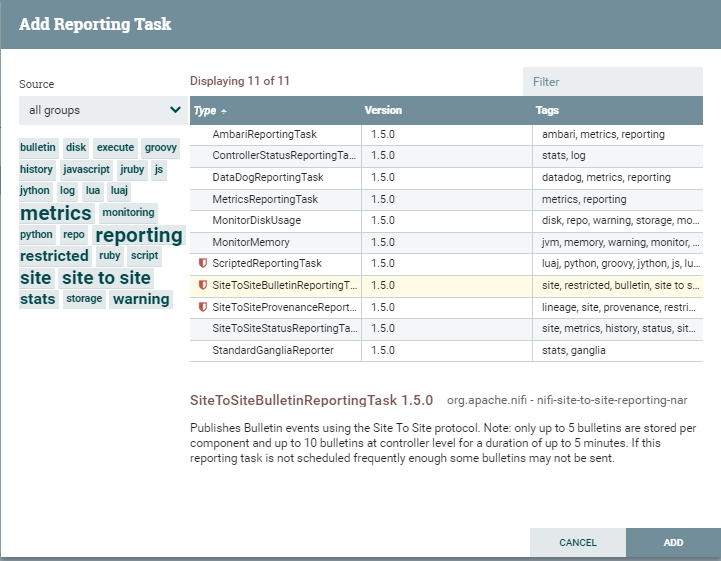 Add Reporting Task
Source
all groups
bulletin disk execute groovy
history javascript jruby js
jython log lua luaj
metrics monitoring
python repo reporting
restricted ruby script
site site to site
stats storage warning
Displaying 11 of 11
Filter
Type Version Tags
AmbariReportingTask 1.5.0 ambari, metrics, reporting
ControllerStatusReportingTa... 1.5.0 stats, log
DataDogReportingTask 1.5.0 datadog, metrics, reporting
MetricsReportingTask 1.5.0 metrics, reporting
MonitorDiskUsage 1.5.0 disk, repo, warning, storage, mo...
MonitorMemory 1.5.0 jvm, memory, warning, monitor, ...
ScriptedReportingTask 1.5.0 luaj, python, groovy, jython, js, lu...
SiteToSiteBulletinReportingT... 1.5.0 site, restricted, bulletin, site to s...
SiteToSiteProvenanceReport... 1.5.0 lineage, site, provenance, restri...
SiteToSiteStatusReportingTa... 1.5.0 site, metrics, history, status, sit...
StandardGangliaReporter 1.5.0 stats, ganglia
SiteToSiteBulletinReportingTask 1.5.0 org.apache.nifi - nifi-site-to-site-reporting-nar
Publishes Bulletin events using the Site To Site protocol. Note: only up to 5 bulletins are stored per
component and up to 10 bulletins at controller level for a duration of up to 5 minutes. If this
reporting task is not scheduled frequently enough some bulletins may not be sent.
CANCEL ADD